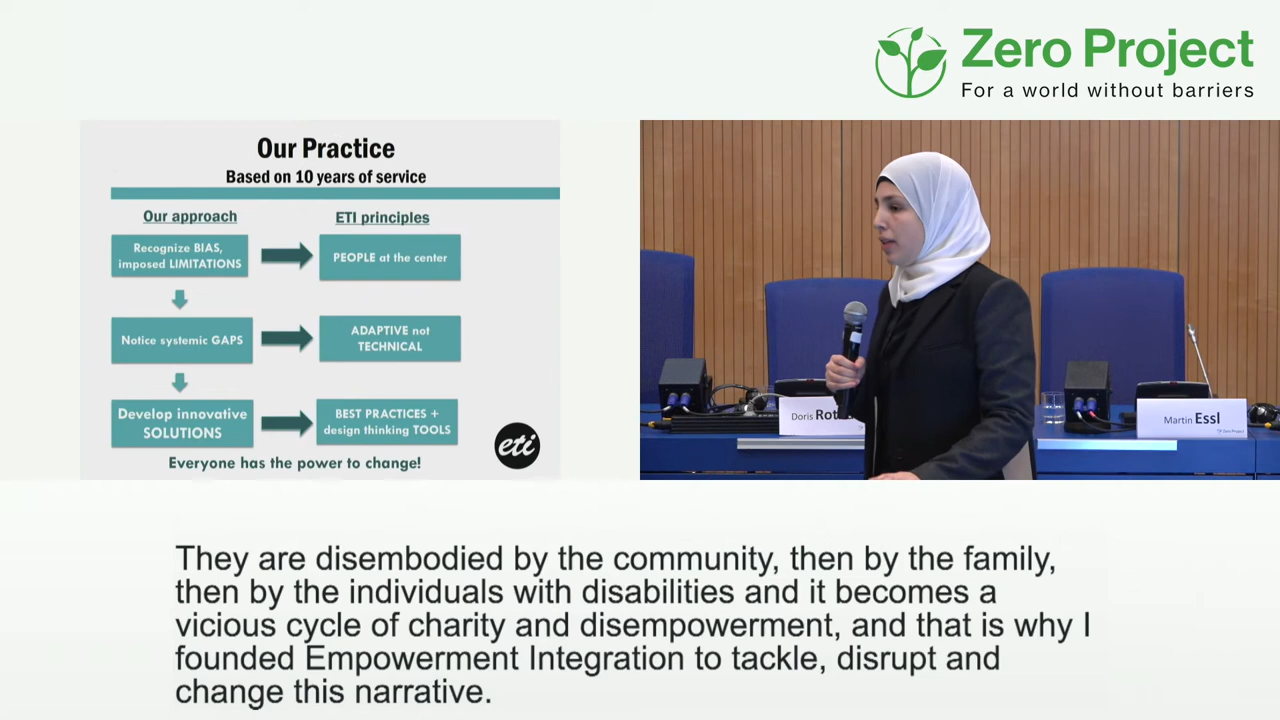 Zero Project
For a world without barriers
Our Practice
Based on 10 years of service
Our approach
ETI principles
Recognize BIAS,
imposed LIMITATIONS
PEOPLE at the center
Notice systemic GAPS
ADAPTIVE not
TECHNICAL
Develop innovative
SOLUTIONS
BEST PRACTICES +
design thinking TOOLS
Everyone has the power to change!
eti
Doris
Martin Essl
Zero Project
They are disembodied by the community, then by the family,
then by the individuals with disabilities and it becomes a
vicious cycle of charity and disempowerment, and that is why I
founded Empowerment Integration to tackle, disrupt and
change this narrative.